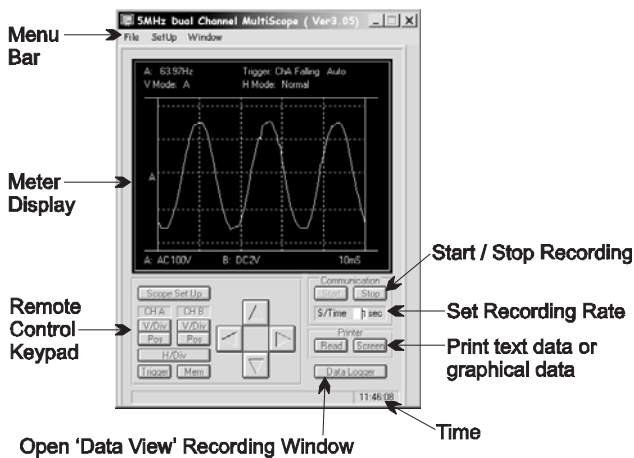 5MHz Dual Channel MultiScope ( Ver3.05)
Menu Bar
File SetUp Window
A: 63.97Hz Trigger: ChA Falling Auto
V Mode: A H Mode: Normal
A
Meter Display
A: AC100V B: DC2V 10mS
Start / Stop Recording
Communication
Start Stop
S/Time 1 sec
Set Recording Rate
Scope Set Up
CH A CH B
V/Div V/Div
Pos Pos
H/Div
Trigger Mem
Remote Control Keypad
Printer
Read Screen
Print text data or graphical data
Data Logger
11:46:08
Time
Open ‘Data View’ Recording Window